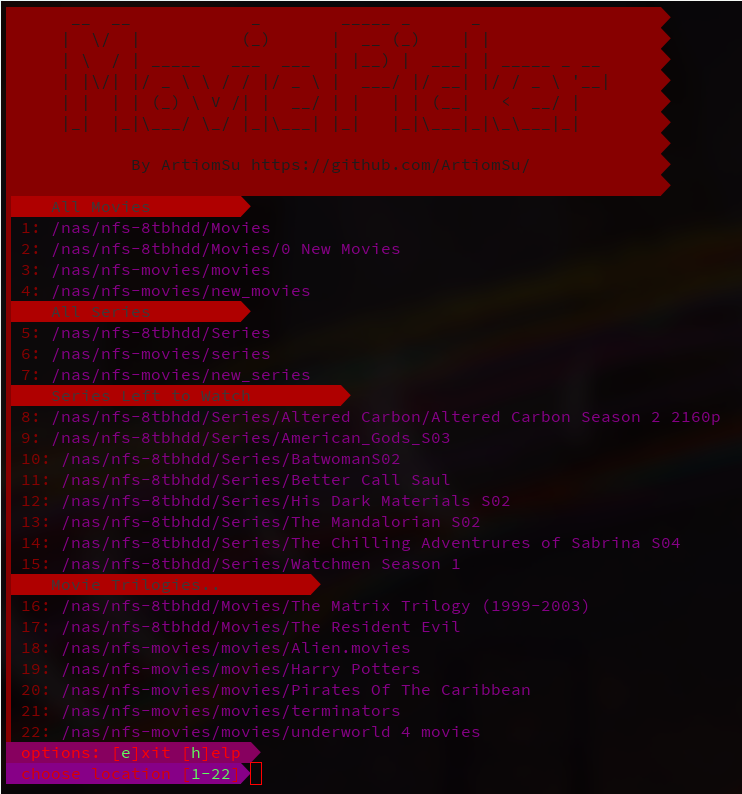 MoviePicker
By ArtiomSu https://github.com/ArtiomSu/
All Movies
1: /nas/nfs-8tbhdd/Movies
2: /nas/nfs-8tbhdd/Movies/0 New Movies
3: /nas/nfs-movies/movies
4: /nas/nfs-movies/new_movies
All Series
5: /nas/nfs-8tbhdd/Series
6: /nas/nfs-movies/series
7: /nas/nfs-movies/new_series
Series Left to Watch
8: /nas/nfs-8tbhdd/Series/Altered Carbon/Altered Carbon Season 2 2160p
9: /nas/nfs-8tbhdd/Series/American_Gods_S03
10: /nas/nfs-8tbhdd/Series/BatwomanS02
11: /nas/nfs-8tbhdd/Series/Better Call Saul
12: /nas/nfs-8tbhdd/Series/His Dark Materials S02
13: /nas/nfs-8tbhdd/Series/The Mandalorian S02
14: /nas/nfs-8tbhdd/Series/The Chilling Adventrures of Sabrina S04
15: /nas/nfs-8tbhdd/Series/Watchmen Season 1
Movie Trilogies..
16: /nas/nfs-8tbhdd/Movies/The Matrix Trilogy (1999-2003)
17: /nas/nfs-8tbhdd/Movies/The Resident Evil
18: /nas/nfs-movies/movies/Alien.movies
19: /nas/nfs-movies/movies/Harry Potters
20: /nas/nfs-movies/movies/Pirates Of The Caribbean
21: /nas/nfs-movies/movies/terminators
22: /nas/nfs-movies/movies/underworld 4 movies
options: [e]xit [h]elp
choose location [1-22]